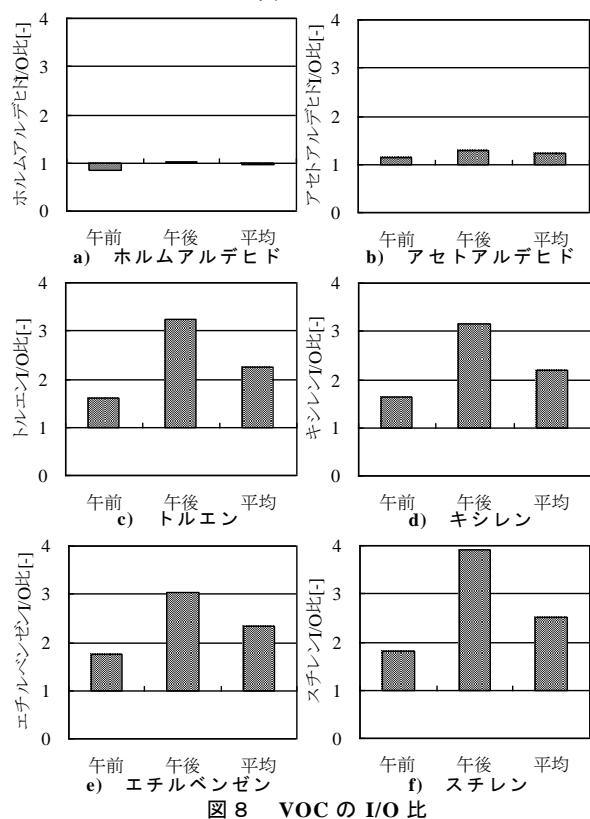 ホルムアルデヒドI/O比[-]
4
3
2
1
0
午前 午後 平均
a) ホルムアルデヒド
アセトアルデヒドI/O比[-]
4
3
2
1
0
午前 午後 平均
b) アセトアルデヒド
トルエンI/O比[-]
4
3
2
1
0
午前 午後 平均
c) トルエン
キシレンI/O比[-]
4
3
2
1
0
午前 午後 平均
d) キシレン
エチルベンゼンI/O比[-]
4
3
2
1
0
午前 午後 平均
e) エチルベンゼン
スチレンI/O比[-]
4
3
2
1
0
午前 午後 平均
f) スチレン
図8 VOC の I/O 比